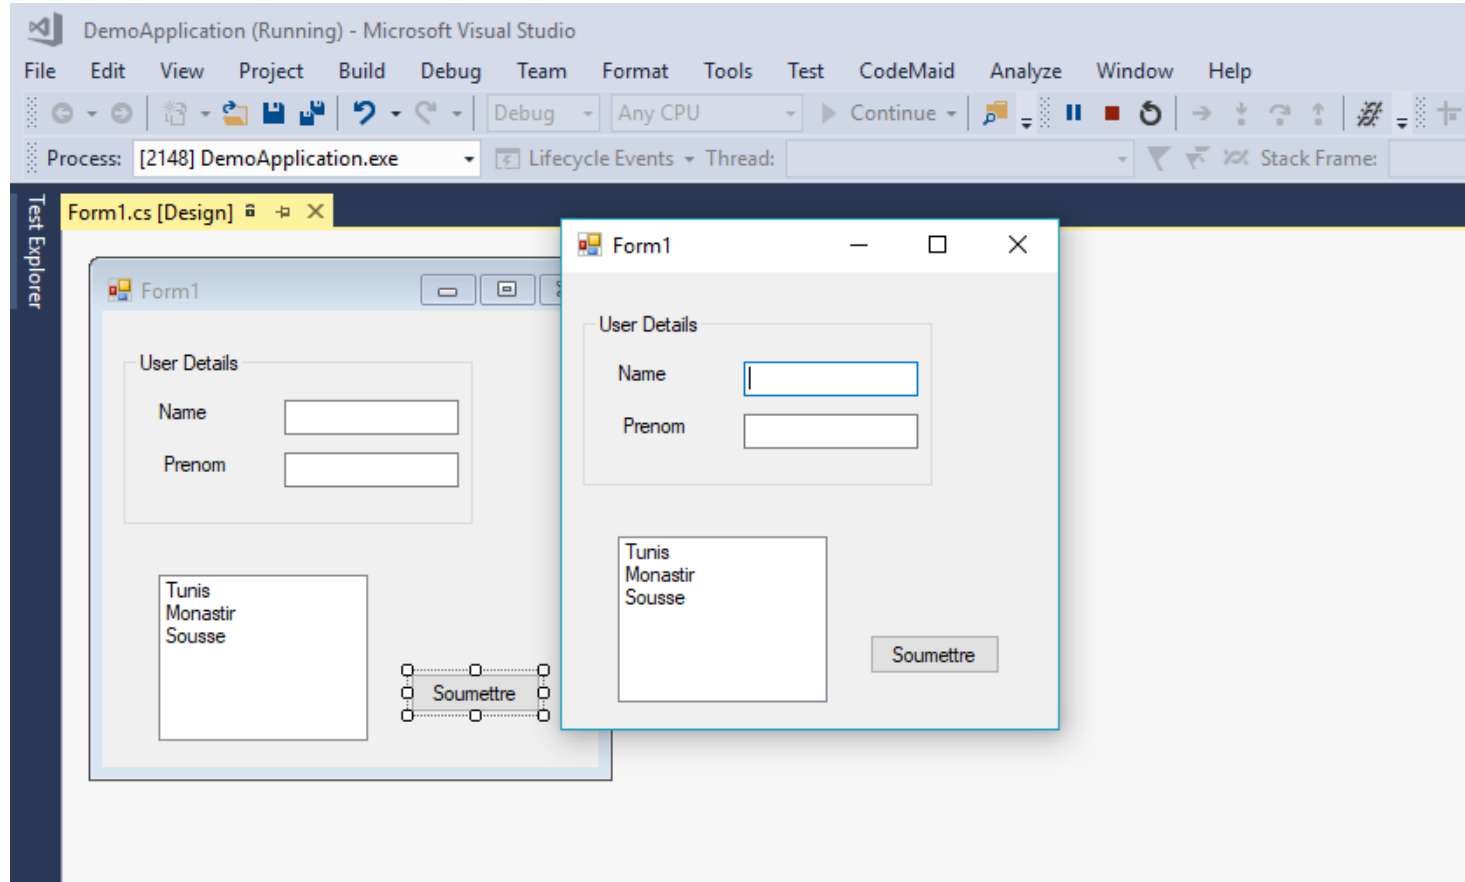 DemoApplication (Running) - Microsoft Visual Studio
File Edit View Project Build Debug Team Format Tools Test CodeMaid Analyze Window Help
Debug Any CPU Continue
Process: [2148] DemoApplication.exe Lifecycle Events Thread: Stack Frame:
Test Explorer
Form1.cs [Design]
Form1
User Details
Name
Prenom
Tunis
Monastir
Sousse
Soumettre
Form1
User Details
Name
Prenom
Tunis
Monastir
Sousse
Soumettre